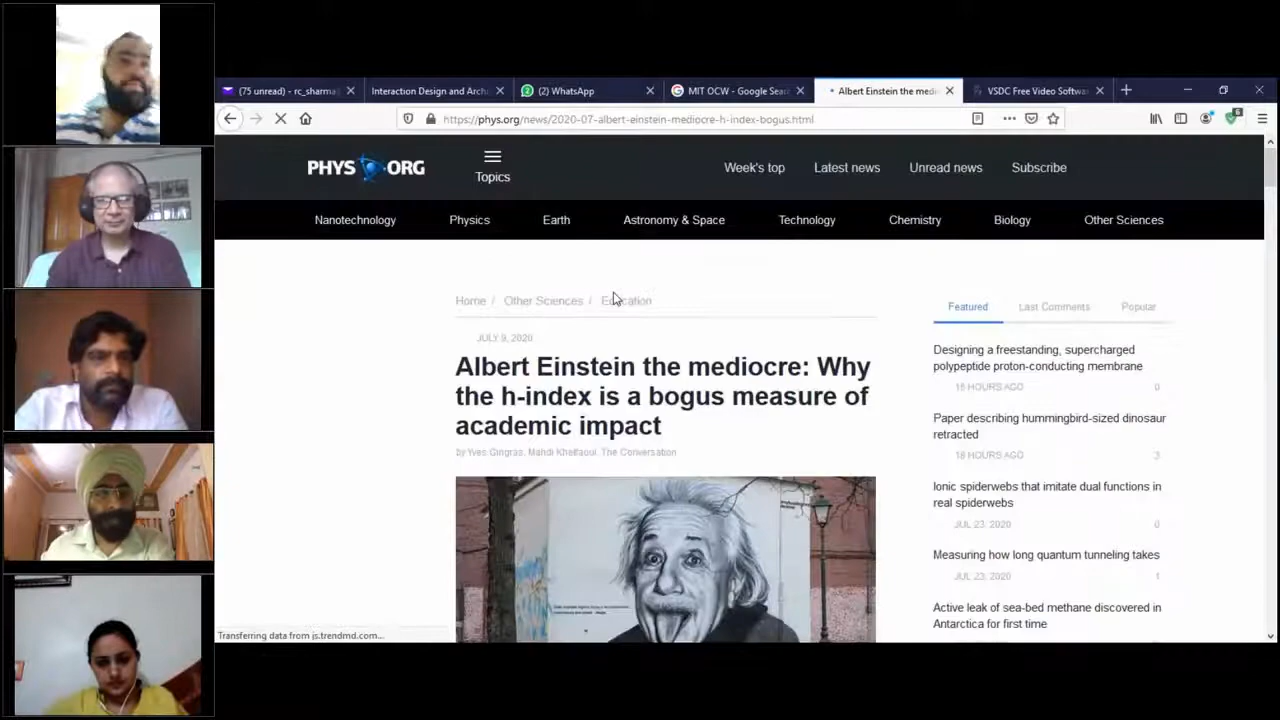 (75 unread) - rc_sharma
Interaction Design and Archi
(2) WhatsApp
MIT OCW - Google Sear
Albert Einstein the medi
VSDC Free Video Softwa
https://phys.org/news/2020-07-albert-einstein-mediocre-h-index-bogus.html
PHYS ORG
Topics
Week's top
Latest news
Unread news
Subscribe
Nanotechnology
Physics
Earth
Astronomy & Space
Technology
Chemistry
Biology
Other Sciences
Home / Other Sciences / Education
JULY 9, 2020
Albert Einstein the mediocre: Why
the h-index is a bogus measure of
academic impact
by Yves Gingras, Mahdi Khelfaoui, The Conversation
Featured
Last Comments
Popular
Designing a freestanding, supercharged
polypeptide proton-conducting membrane
15 HOURS AGO 0
Paper describing hummingbird-sized dinosaur
retracted
18 HOURS AGO 3
Ionic spiderwebs that imitate dual functions in
real spiderwebs
JUL 23, 2020 0
Measuring how long quantum tunneling takes
JUL 23, 2020 1
Active leak of sea-bed methane discovered in
Antarctica for first time
Transferring data from js.trendmd.com...